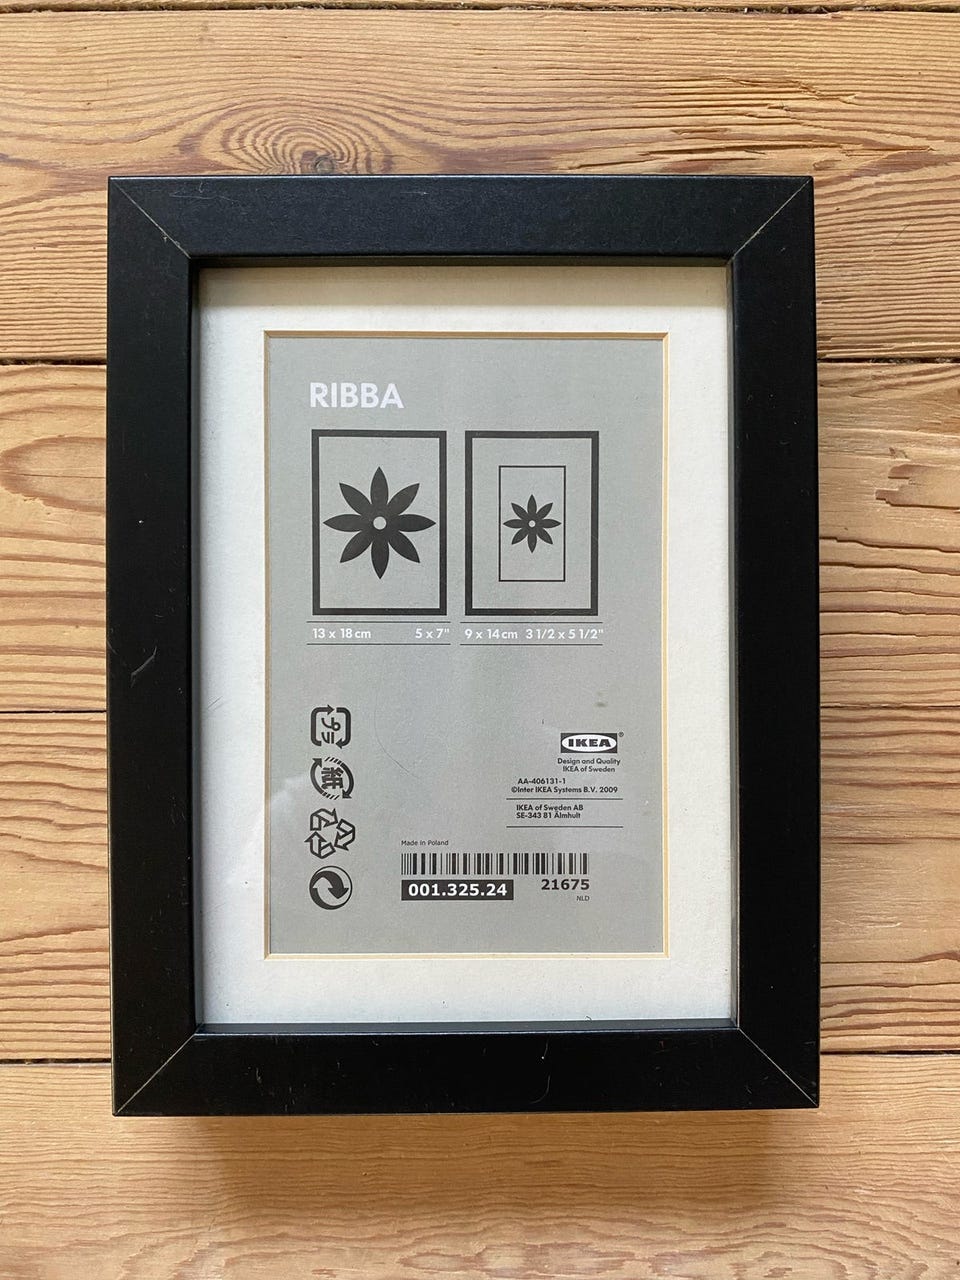 RIBBA
13 x 18 cm 5 x 7" 9 x 14 cm 3 1/2 x 5 1/2"
プ
紙
IKEA®
Design and Quality
IKEA of Sweden
AA-406131-1
©Inter IKEA Systems B.V. 2009
IKEA of Sweden AB
SE-343 81 Älmhult
Made in Poland
001.325.24 21675
NLD